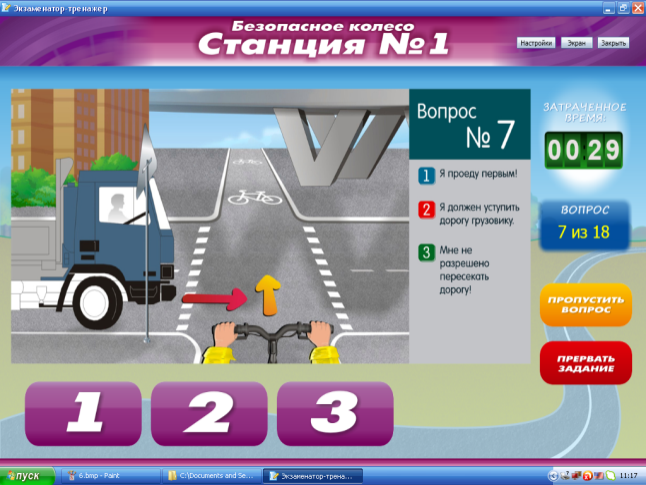 Экзаменатор-тренажер
Безопасное колесо
Станция №1
Настройки
Экран
Закрыть
Вопрос
№ 7
1 Я проеду первым!
2 Я должен уступить
дорогу грузовику.
3 Мне не
разрешено
пересекать
дорогу!
ЗАТРАЧЕННОЕ
ВРЕМЯ:
00:29
ВОПРОС
7 из 18
ПРОПУСТИТЬ
ВОПРОС
ПРЕРВАТЬ
ЗАДАНИЕ
1
2
3
пуск
6.bmp - Paint
C:\Documents and Se...
Экзаменатор-трена...
11:17